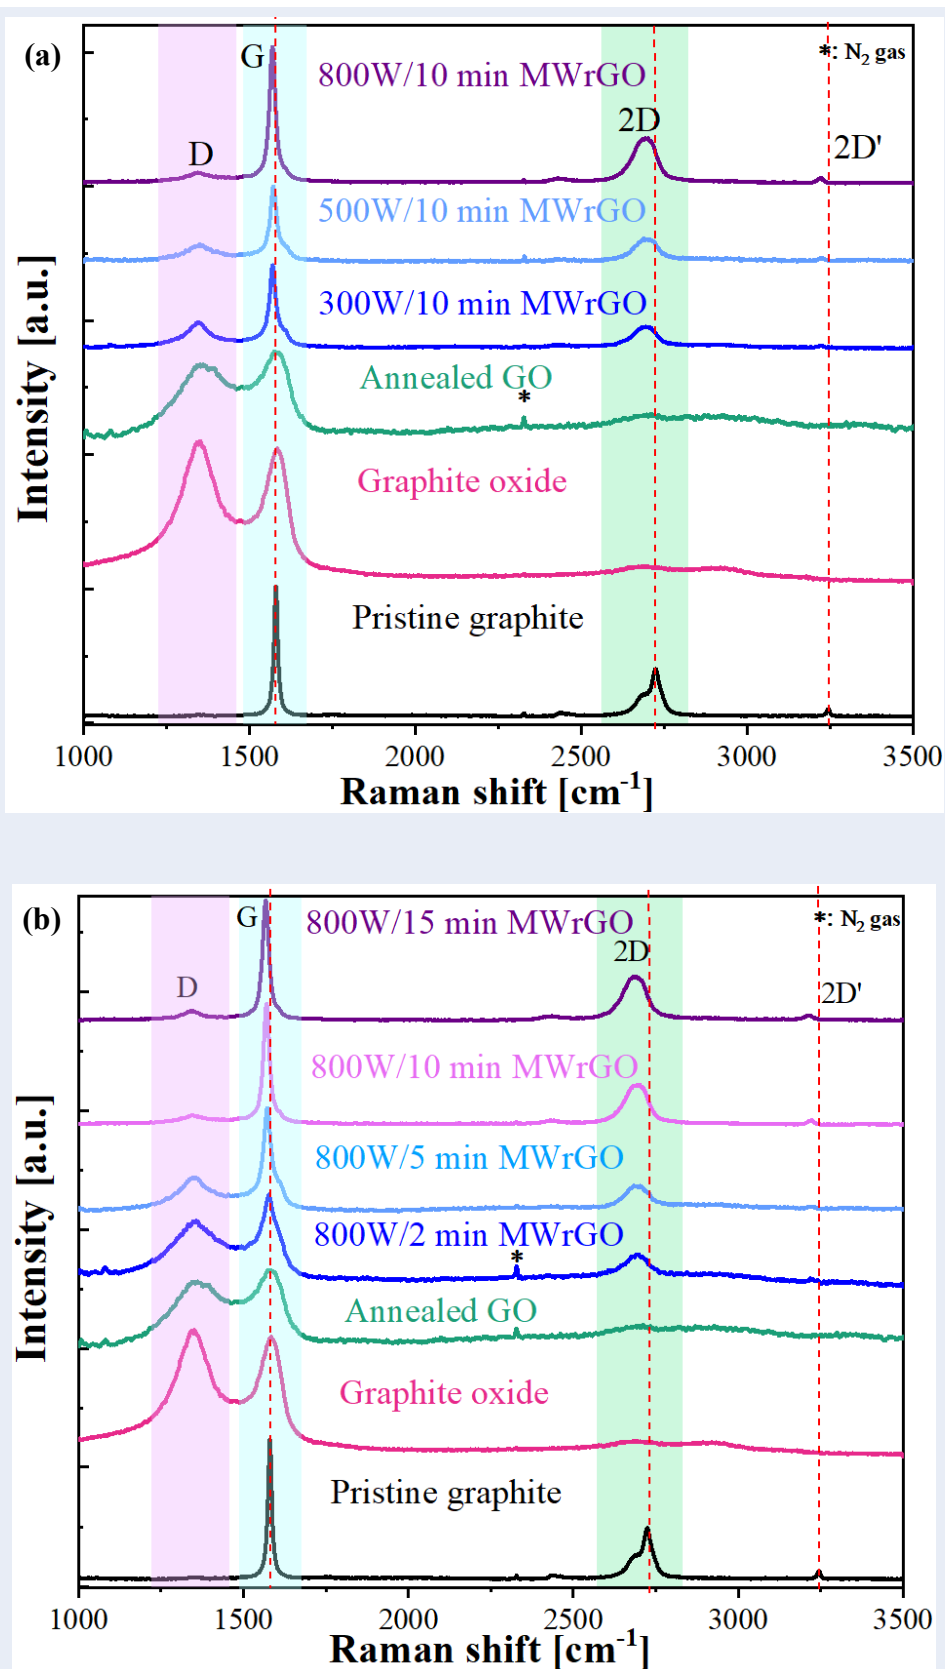 (a)
G
800W/10 min MWrGO
*: N₂ gas
D
2D
2D'
500W/10 min MWrGO
300W/10 min MWrGO
Annealed GO
*
Graphite oxide
Pristine graphite
Intensity [a.u.]
1000 1500 2000 2500 3000 3500
Raman shift [cm⁻¹]
(b)
G
800W/15 min MWrGO
*: N₂ gas
D
2D
2D'
800W/10 min MWrGO
800W/5 min MWrGO
800W/2 min MWrGO
*
Annealed GO
Graphite oxide
Pristine graphite
Intensity [a.u.]
1000 1500 2000 2500 3000 3500
Raman shift [cm⁻¹]